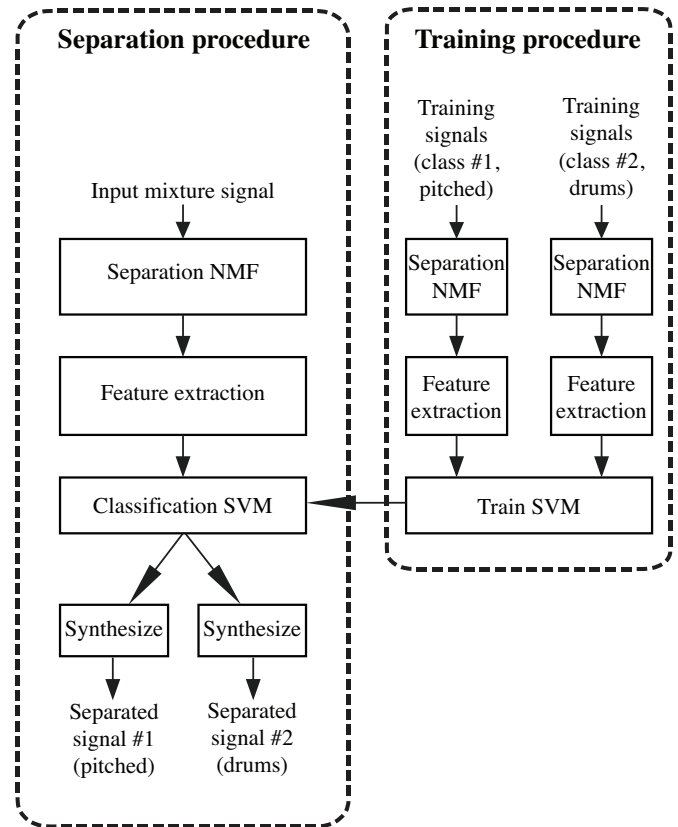 Separation procedure
Input mixture signal
Separation NMF
Feature extraction
Classification SVM
Synthesize
Synthesize
Separated
signal #1
(pitched)
Separated
signal #2
(drums)
Training procedure
Training
signals
(class #1,
pitched)
Training
signals
(class #2,
drums)
Separation
NMF
Separation
NMF
Feature
extraction
Feature
extraction
Train SVM